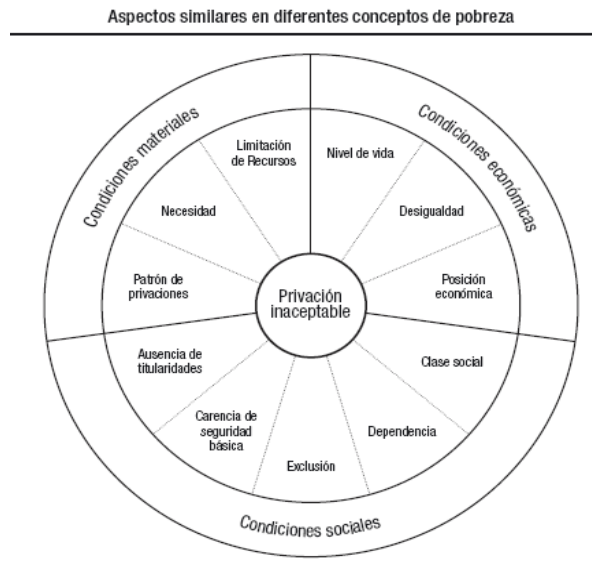 Aspectos similares en diferentes conceptos de pobreza
Condiciones materiales
Condiciones económicas
Limitación
de Recursos
Nivel de vida
Necesidad
Desigualdad
Patrón de
privaciones
Privación
inaceptable
Posición
económica
Ausencia de
titularidades
Clase social
Carencia de
seguridad
básica
Dependencia
Exclusión
Condiciones sociales